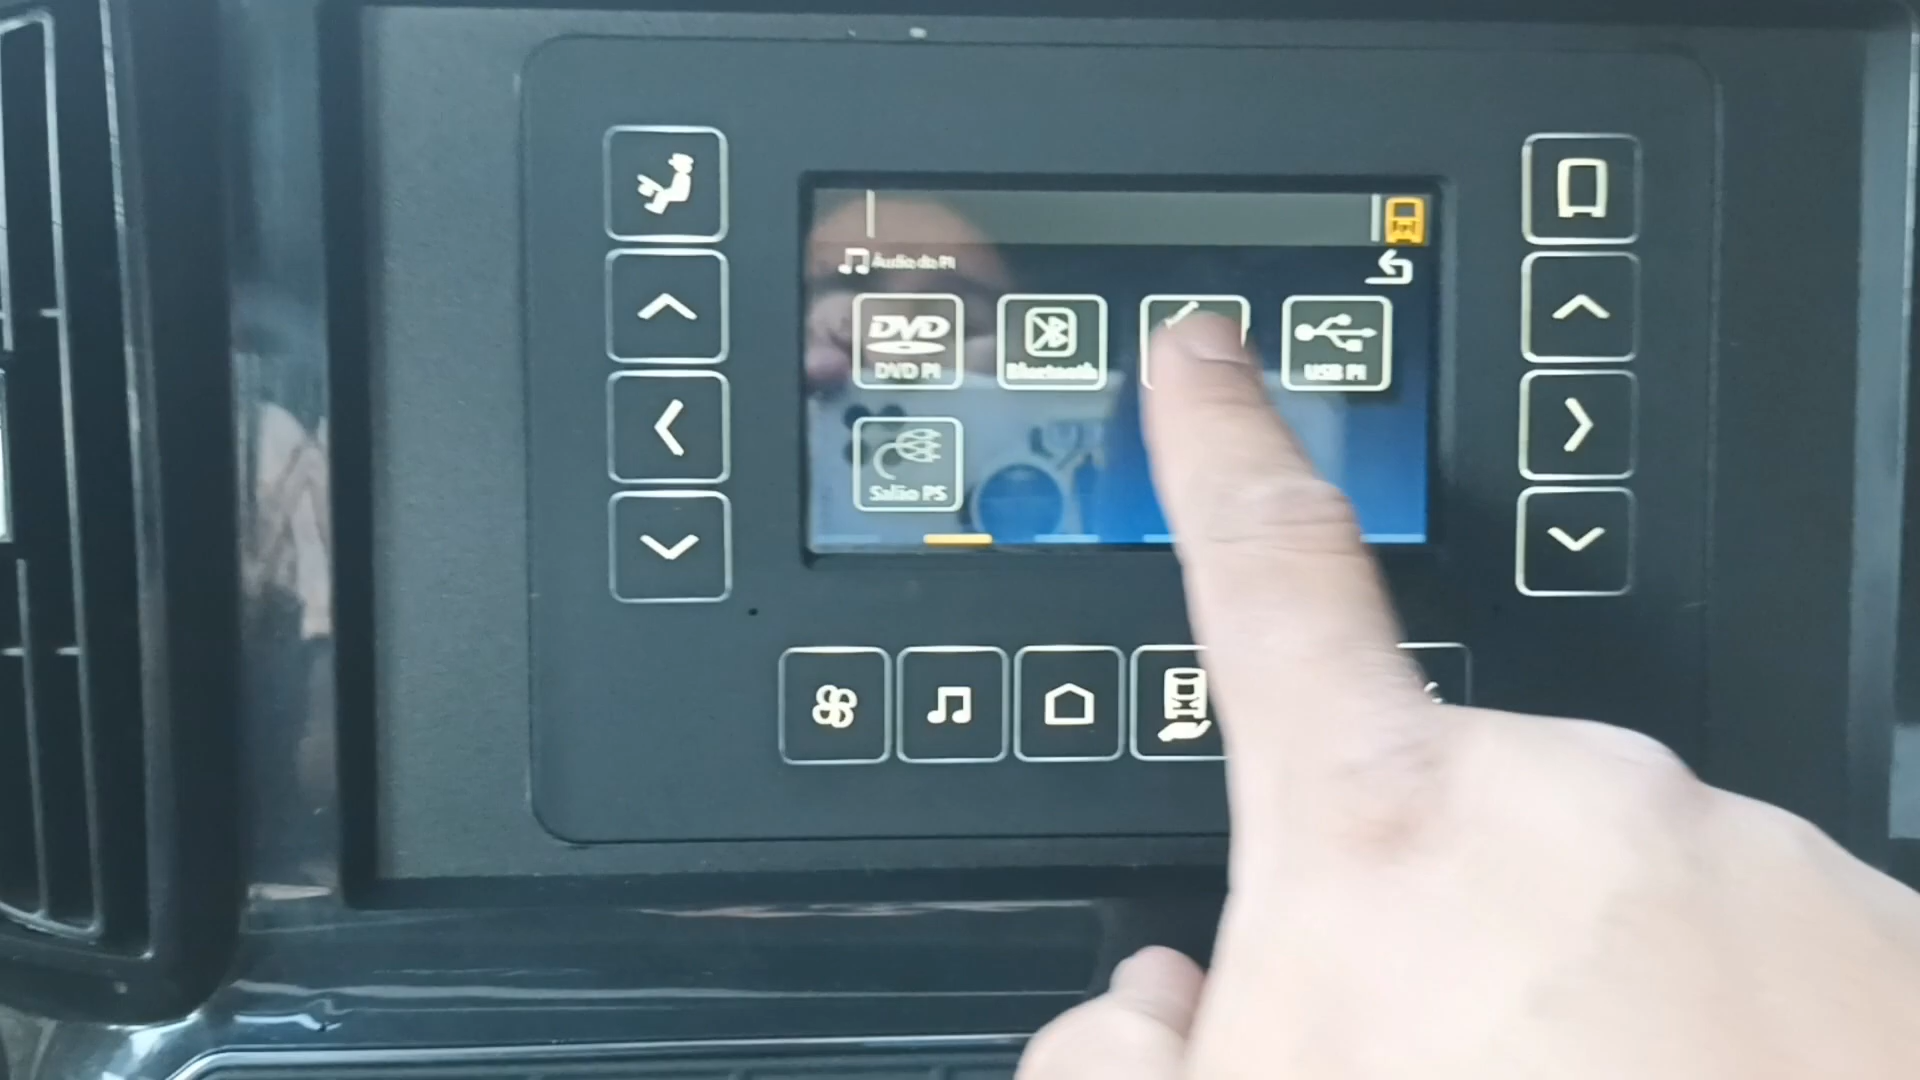 Áudio do PI
DVD
DVD PI
Bluetooth
USB PI
Salão PS